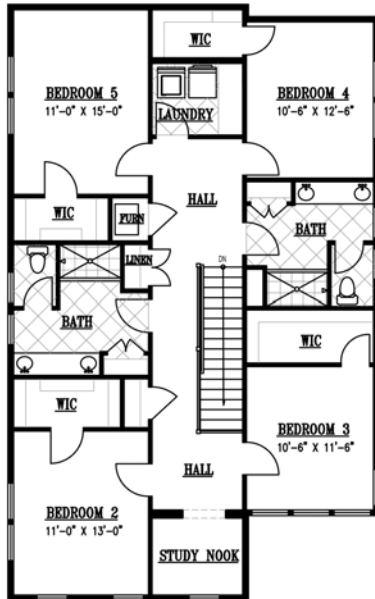 WIC
BEDROOM 5
11'-0" X 15'-0"
BEDROOM 4
10'-6" X 12'-6"
LAUNDRY
HALL
WIC
FURN
BATH
LINEN
DN
BATH
WIC
WIC
BEDROOM 3
10'-6" X 11'-6"
HALL
BEDROOM 2
11'-0" X 13'-0"
STUDY NOOK